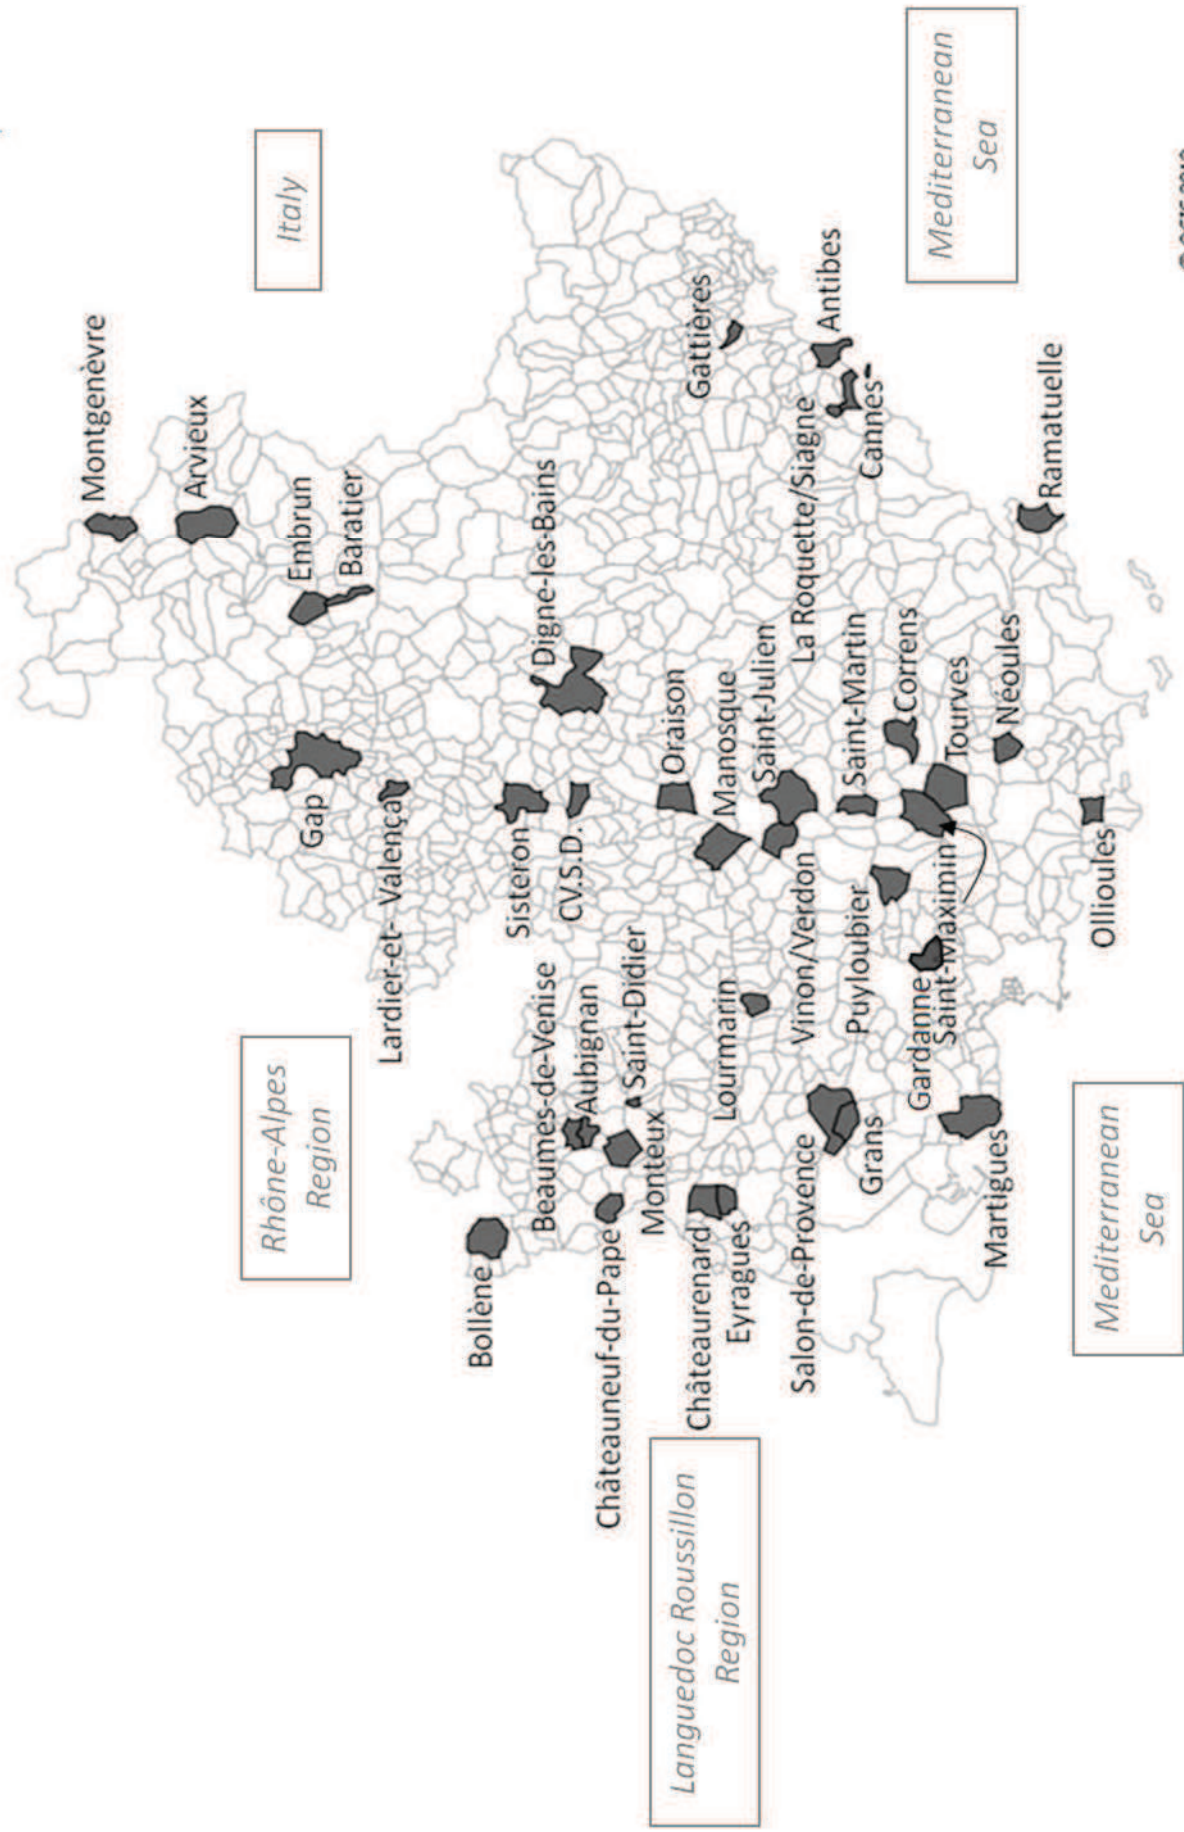 Montgenèvre
Arvieux
Italy
Embrun
Baratier
Rhône-Alpes
Region
Gap
Lardier-et- Valença
Bollène
Sisteron
Digne-les-Bains
Beaumes-de-Venise
CV.S.D.
Aubignan
Châteauneuf-du-Pape
Saint-Didier
Monteux
Oraison
Gattières
Châteaurenard
Lourmarin
Manosque
Eyragues
Saint-Julien
Languedoc Roussillon
Region
Salon-de-Provence
Vinon/Verdon
La Roquette/Siagne
Antibes
Grans
Puyloubier
Saint-Martin
Cannes
Gardanne
Correns
Saint-Maximin
Tourves
Mediterranean
Sea
Martigues
Néoules
Ramatuelle
Ollioules
Mediterranean
Sea